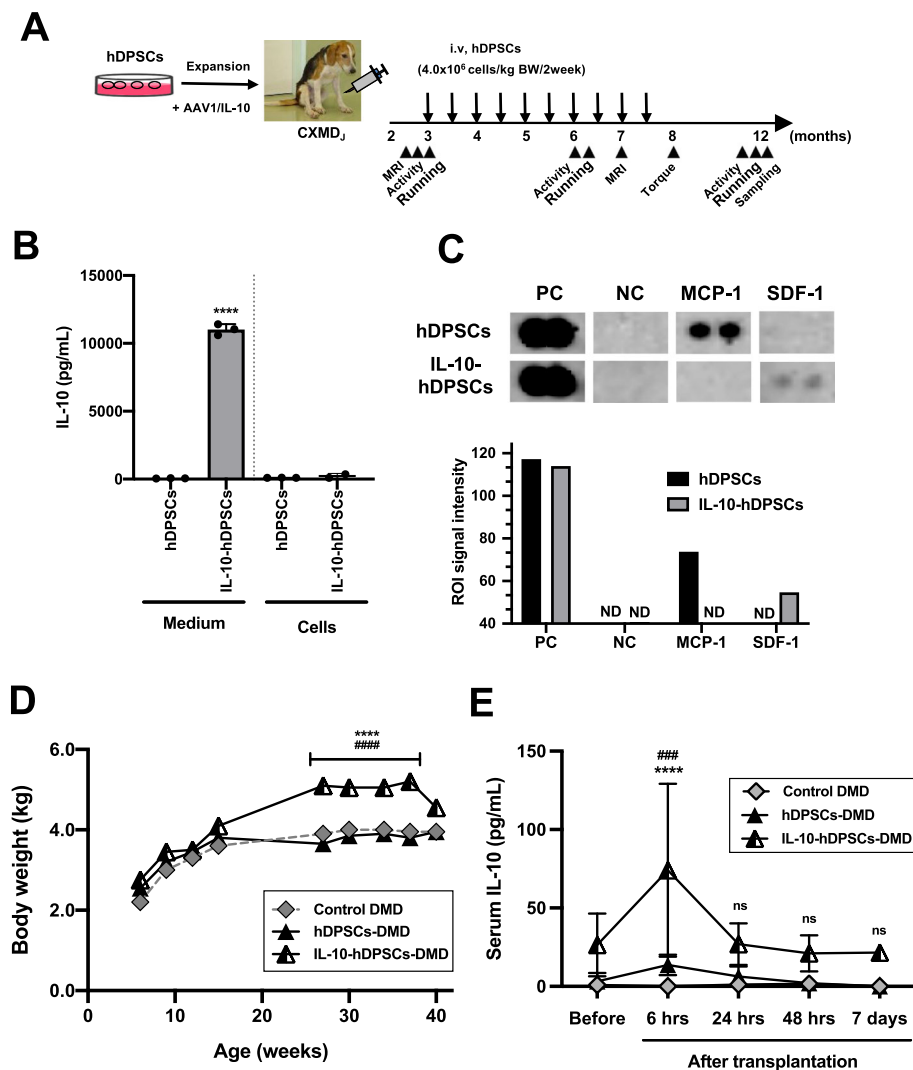 A
hDPSCs
Expansion
+ AAV1/IL-10
CXMDJ
i.v, hDPSCs
(4.0x10⁶ cells/kg BW/2week)
2 3 4 5 6 7 8 12 (months)
MRI
Activity
Running
Activity
Running
MRI
Torque
Activity
Running
Sampling
B
IL-10 (pg/mL)
15000
10000
5000
0
****
hDPSCs
IL-10-hDPSCs
hDPSCs
IL-10-hDPSCs
Medium Cells
C
PC NC MCP-1 SDF-1
hDPSCs
IL-10-
hDPSCs
ROI signal intensity
120
100
80
60
40
hDPSCs
IL-10-hDPSCs
ND ND ND ND
PC NC MCP-1 SDF-1
D
Body weight (kg)
6.0
4.0
2.0
0.0
****
####
Control DMD
hDPSCs-DMD
IL-10-hDPSCs-DMD
0 10 20 30 40
Age (weeks)
E
Serum IL-10 (pg/mL)
150
100
50
0
###
****
ns ns ns
Control DMD
hDPSCs-DMD
IL-10-hDPSCs-DMD
Before 6 hrs 24 hrs 48 hrs 7 days
After transplantation